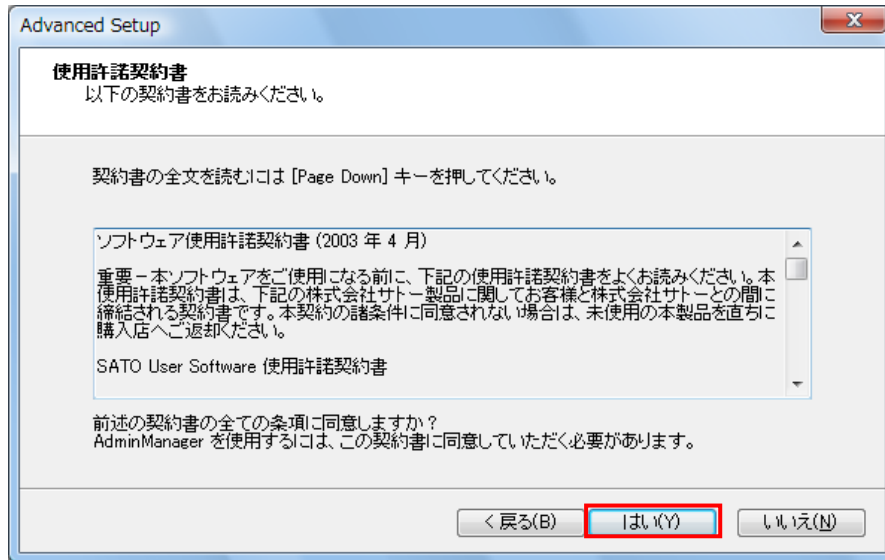 Advanced Setup
使用許諾契約書
以下の契約書をお読みください。
契約書の全文を読むには [Page Down] キーを押してください。
ソフトウェア使用許諾契約書 (2003 年 4 月)
重要－本ソフトウェアをご使用になる前に、下記の使用許諾契約書をよくお読みください。本
使用許諾契約書は、下記の株式会社サトー製品に関してお客様と株式会社サトーとの間に
締結される契約書です。本契約の諸条件に同意されない場合は、未使用の本製品を直ちに
購入店へご返却ください。
SATO User Software 使用許諾契約書
前述の契約書の全ての条項に同意しますか？
AdminManager を使用するには、この契約書に同意していただく必要があります。
< 戻る(B)
はい(Y)
いいえ(N)